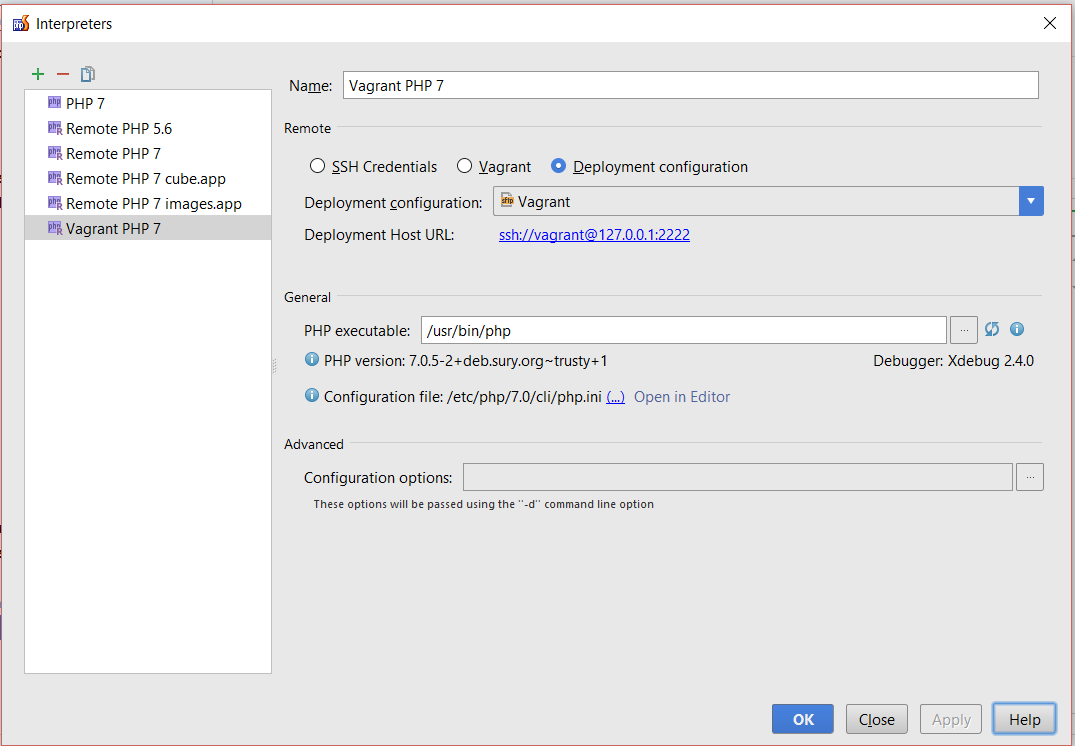 Interpreters
Name: Vagrant PHP 7
PHP 7
Remote PHP 5.6
Remote PHP 7
Remote PHP 7 cube.app
Remote PHP 7 images.app
Vagrant PHP 7
Remote
SSH Credentials Vagrant Deployment configuration
Deployment configuration: Vagrant
Deployment Host URL: ssh://vagrant@127.0.0.1:2222
General
PHP executable: /usr/bin/php ...
PHP version: 7.0.5-2+deb.sury.org~trusty+1 Debugger: Xdebug 2.4.0
Configuration file: /etc/php/7.0/cli/php.ini (...) Open in Editor
Advanced
Configuration options: ...
These options will be passed using the ''-d'' command line option
OK Close Apply Help